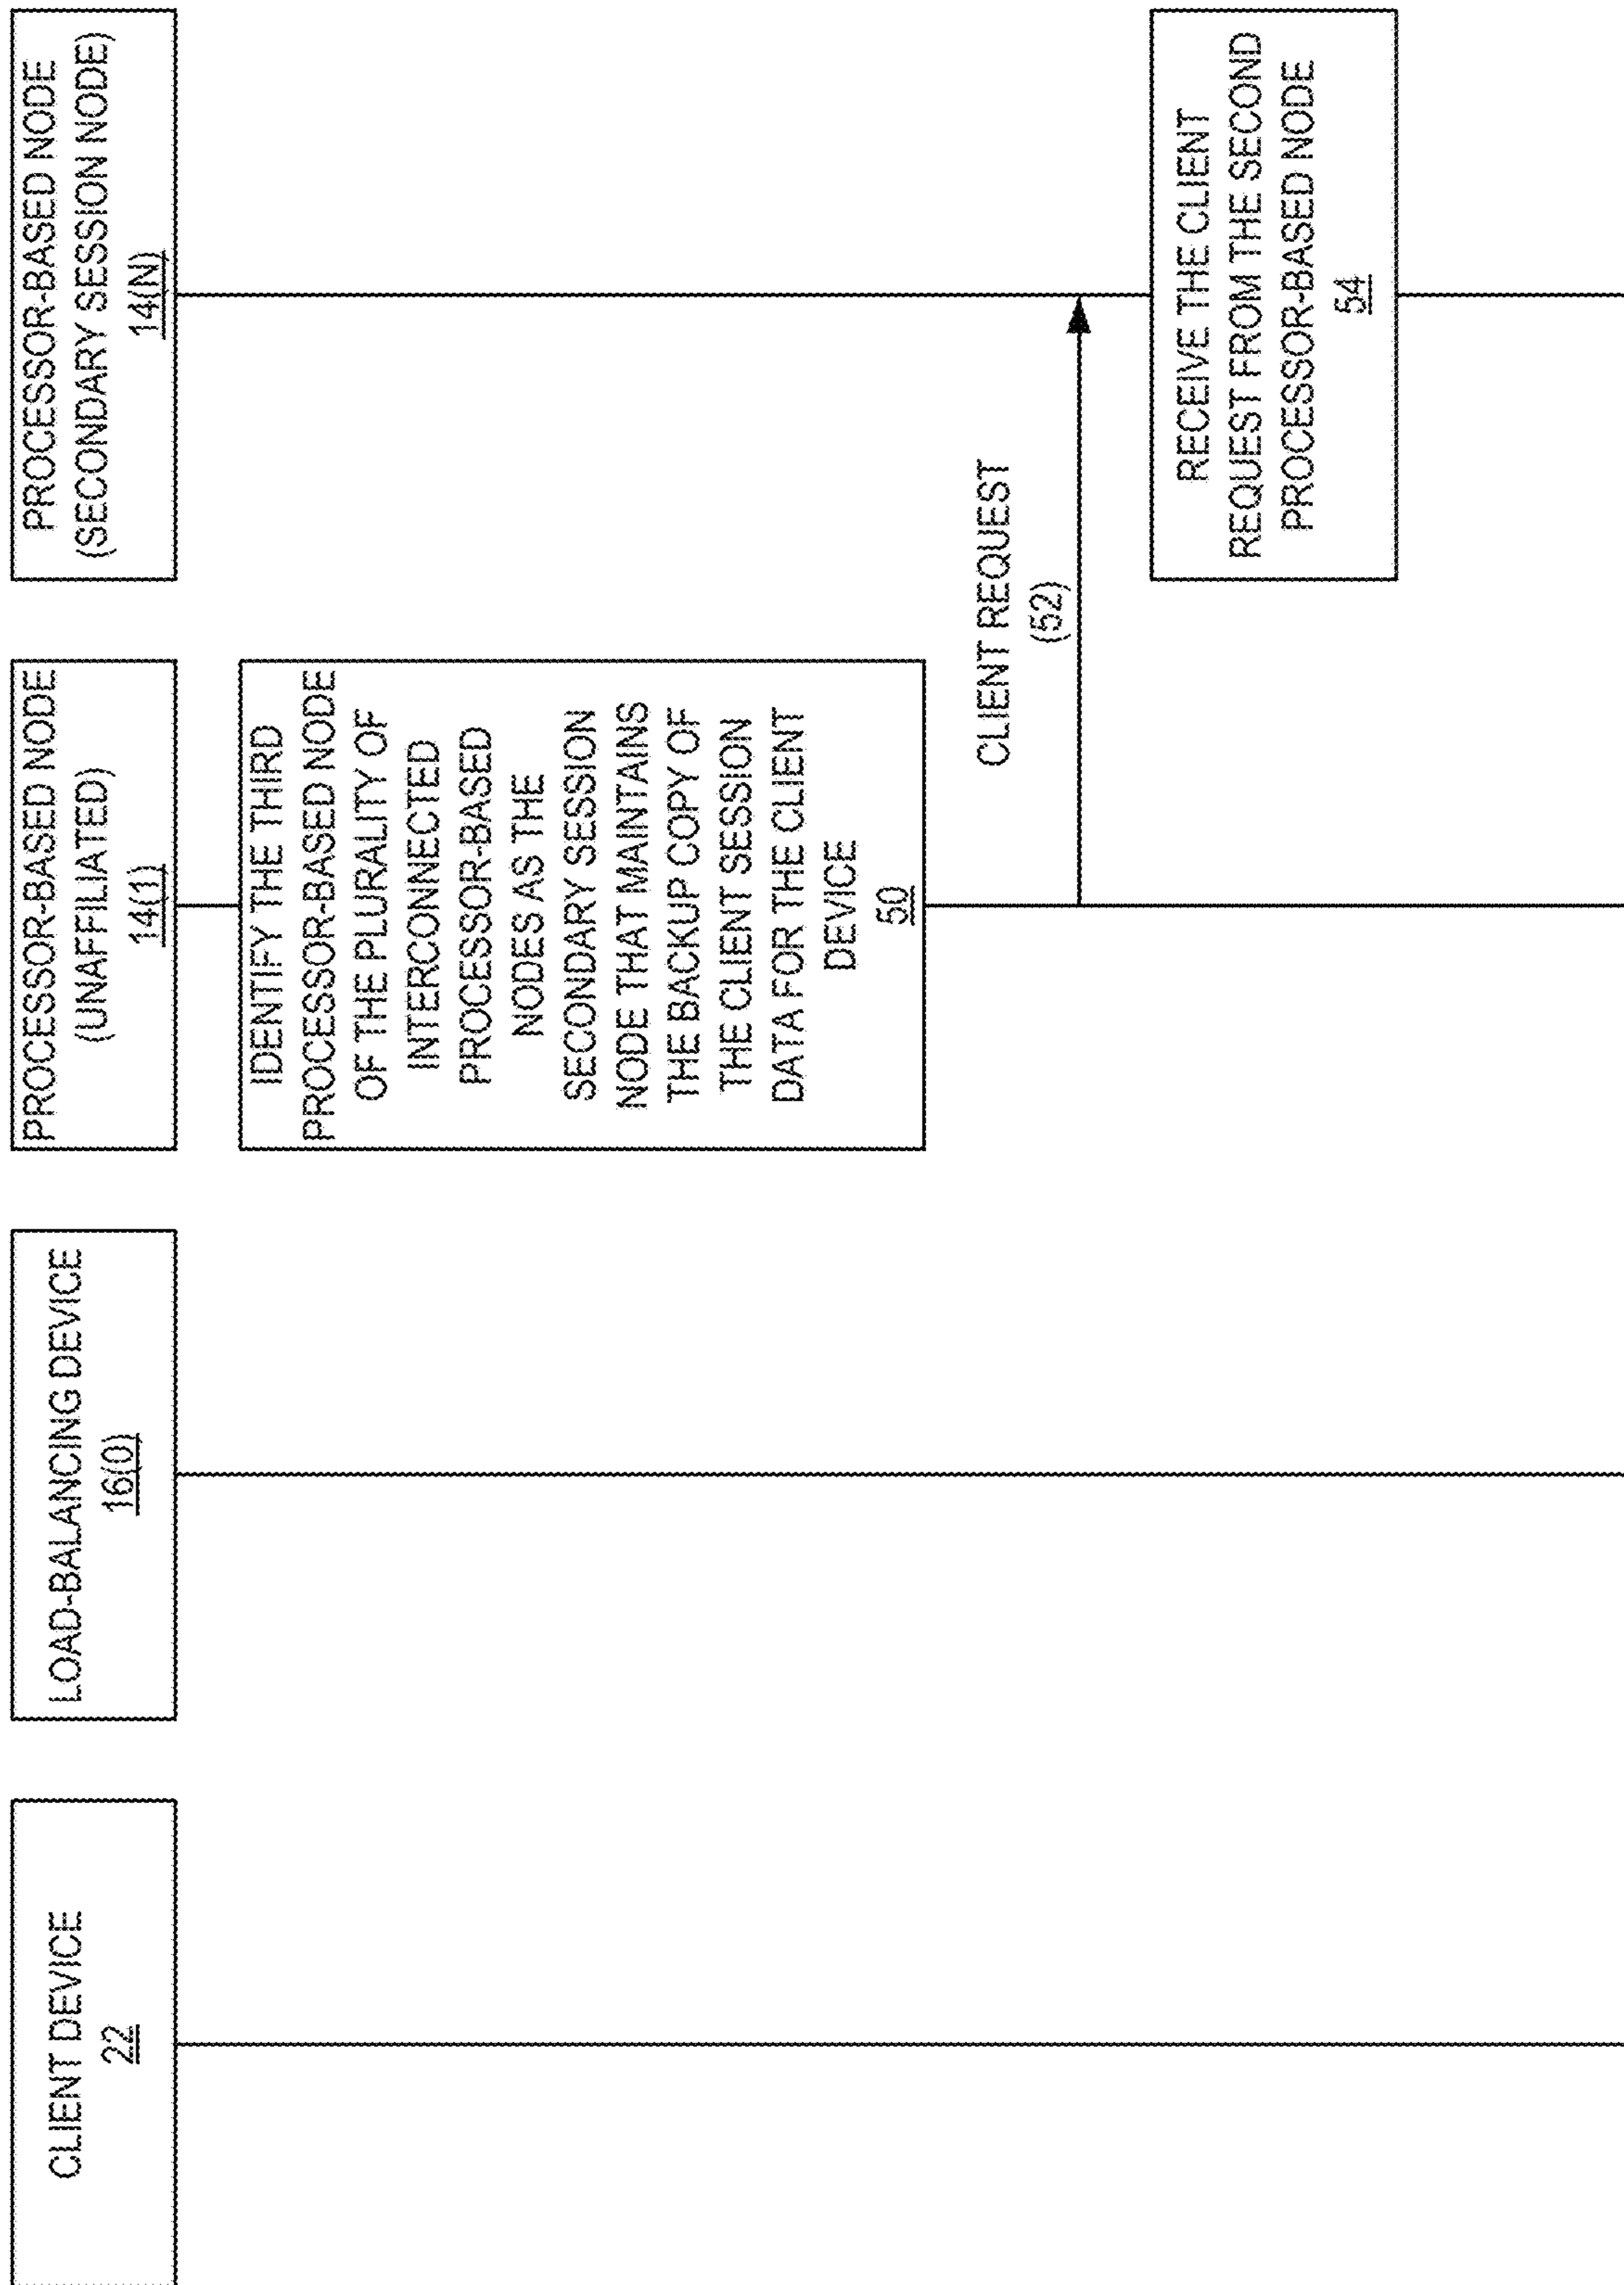 CLIENT DEVICE
22
LOAD-BALANCING DEVICE
16(0)
PROCESSOR-BASED NODE
(UNAFFILIATED)
14(1)
PROCESSOR-BASED NODE
(SECONDARY SESSION NODE)
14(N)
IDENTIFY THE THIRD
PROCESSOR-BASED NODE
OF THE PLURALITY OF
INTERCONNECTED
PROCESSOR-BASED
NODES AS THE
SECONDARY SESSION
NODE THAT MAINTAINS
THE BACKUP COPY OF
THE CLIENT SESSION
DATA FOR THE CLIENT
DEVICE
50
CLIENT REQUEST
(52)
RECEIVE THE CLIENT
REQUEST FROM THE SECOND
PROCESSOR-BASED NODE
54